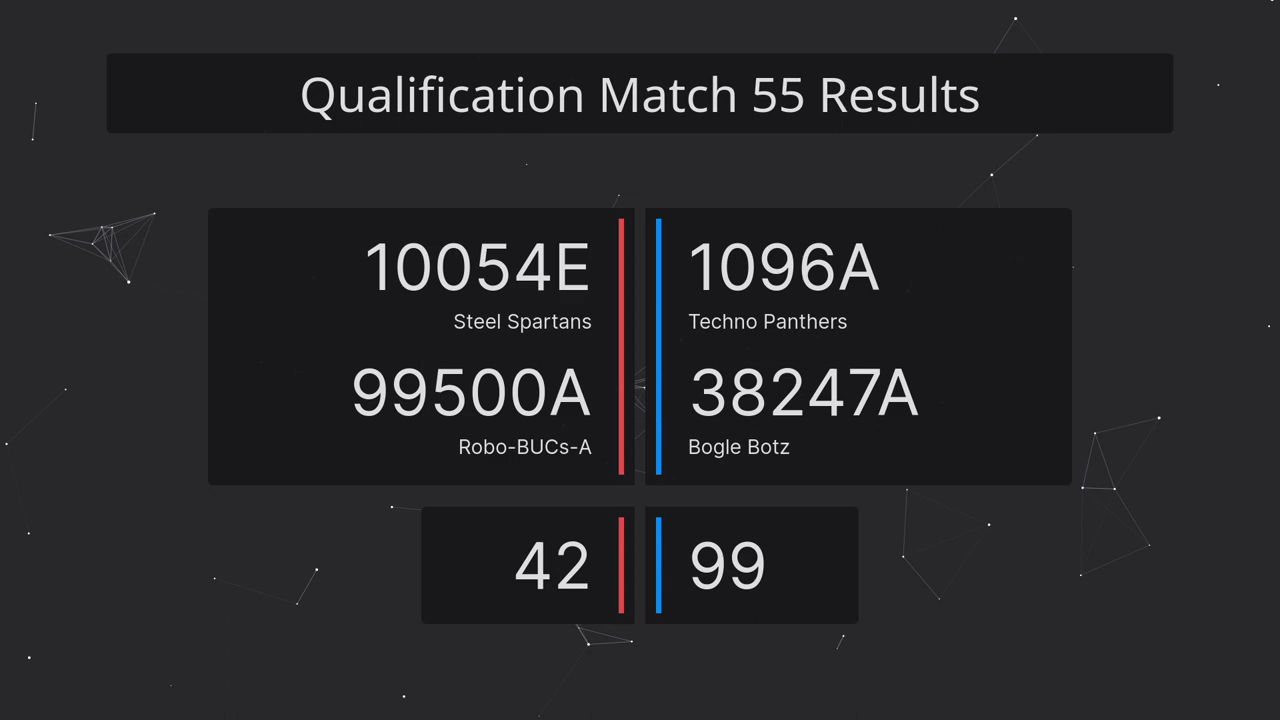 Qualification Match 55 Results
10054E
Steel Spartans
99500A
Robo-BUCs-A
1096A
Techno Panthers
38247A
Bogle Botz
42
99